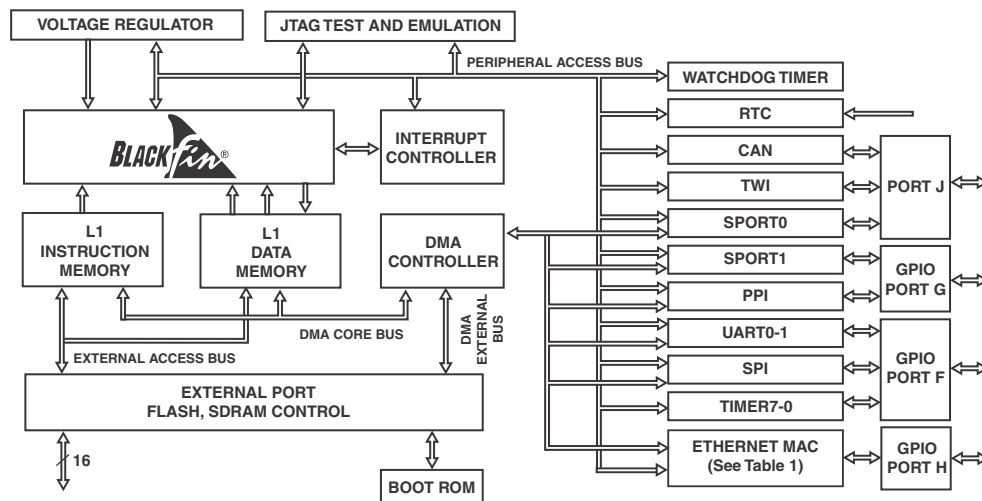 VOLTAGE REGULATOR
JTAG TEST AND EMULATION
PERIPHERAL ACCESS BUS
WATCHDOG TIMER
RTC
BLACKfin®
INTERRUPT
CONTROLLER
CAN
TWI
PORT J
SPORT0
L1
INSTRUCTION
MEMORY
L1
DATA
MEMORY
DMA
CONTROLLER
SPORT1
GPIO
PORT G
PPI
DMA CORE BUS
DMA
EXTERNAL
BUS
EXTERNAL ACCESS BUS
UART0-1
GPIO
PORT F
SPI
EXTERNAL PORT
FLASH, SDRAM CONTROL
TIMER7-0
ETHERNET MAC
(See Table 1)
GPIO
PORT H
16
BOOT ROM